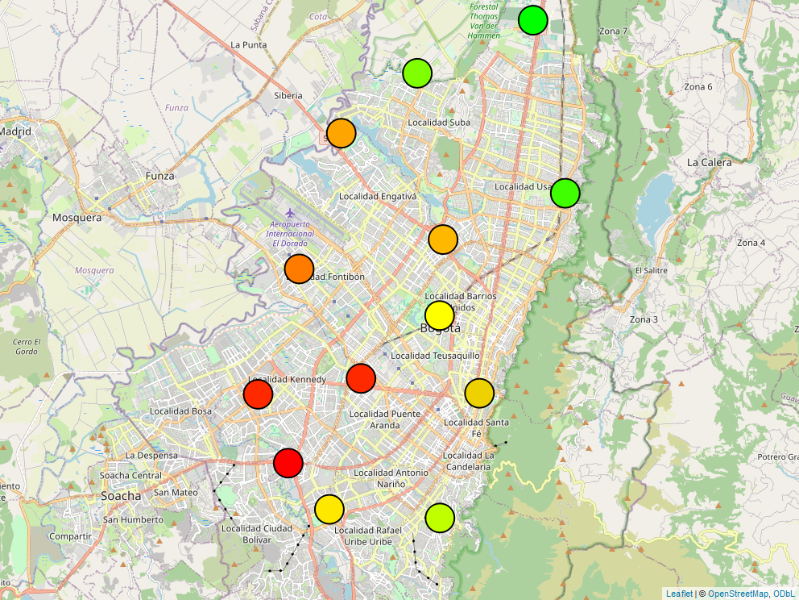 Forestal
Thomas
Van der
Hammen
Sabana C
Cota
Zona 7
La Punta
Zona 6
Siberia
Funza
Localidad Suba
Madrid
La Calera
Funza
Localidad Usa
Localidad Engativá
Mosquera
Aeropuerto
Internacional
El Dorado
Zona 4
Mosquera
El Salitre
dad Fontibón
Localidad Barrios
nidos
Zona 3
Bogotá
Cerro El
Gordo
Localidad Teusaquillo
Localidad Kennedy
Localidad Bosa
Localidad Puente
Aranda
Localidad Santa
Fé
La Despensa
Localidad La
Candelaria
Potrero Gra
Soacha Central
Localidad Antonio
Nariño
San Mateo
Soacha
San Humberto
Localidad Ciudad
Bolívar
Localidad Rafael
Uribe Uribe
Compartir
Leaflet | © OpenStreetMap, ODbL